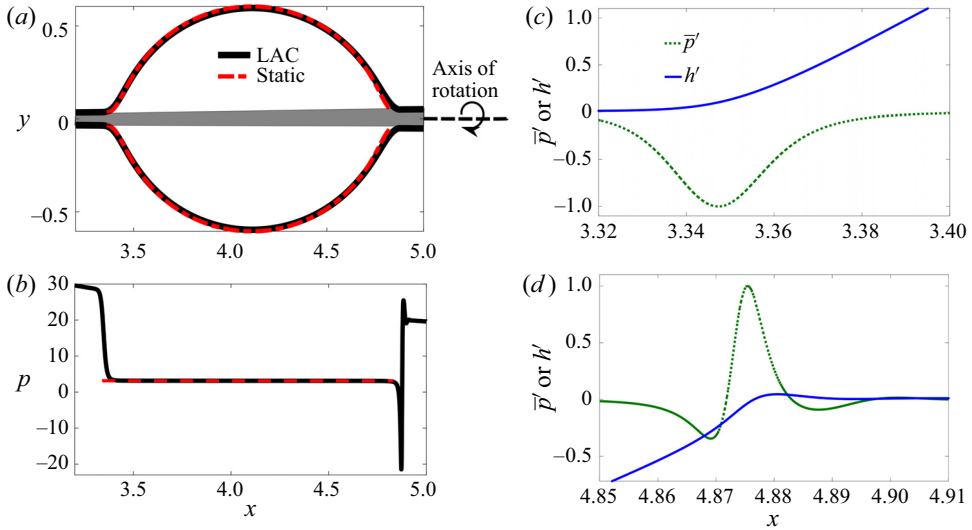 (a)
0.5
0
−0.5
y
LAC
Static
Axis of
rotation
3.5
4.0
4.5
5.0
(b)
30
20
10
0
−10
−20
p
3.5
4.0
4.5
5.0
x
(c)
1.0
0.5
0
−0.5
−1.0
p̅′ or h′
p̅′
h′
3.32
3.34
3.36
3.38
3.40
(d)
1.0
0.5
0
−0.5
p̅′ or h′
4.85
4.86
4.87
4.88
4.89
4.90
4.91
x